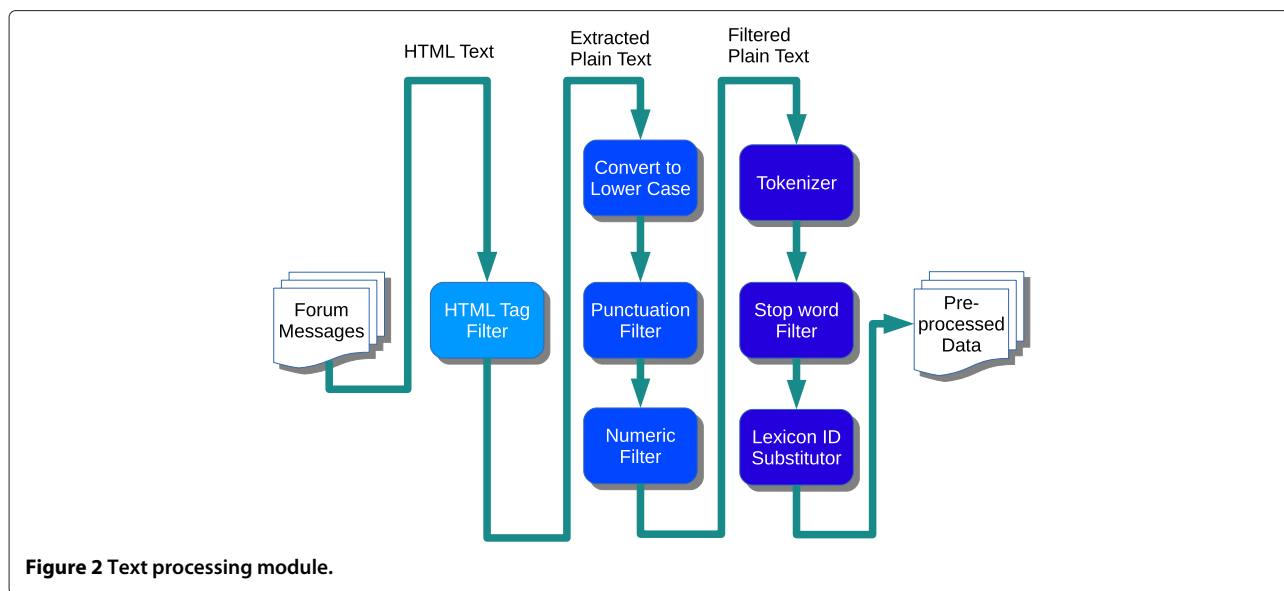 HTML Text
Extracted
Plain Text
Filtered
Plain Text
Forum
Messages
HTML Tag
Filter
Convert to
Lower Case
Punctuation
Filter
Numeric
Filter
Tokenizer
Stop word
Filter
Lexicon ID
Substitutor
Pre-
processed
Data
Figure 2 Text processing module.